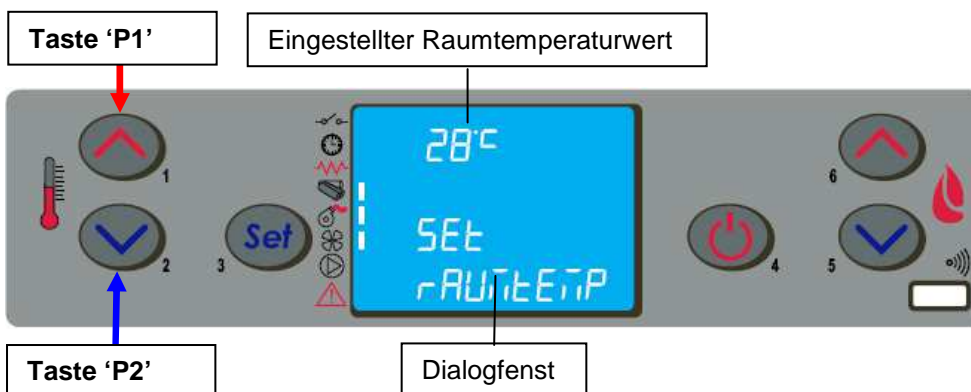 Taste ‘P1’
Eingestellter Raumtemperaturwert
28°C
1
6
Set
SEt
2
3
4
5
rAUmtEmP
Taste ‘P2’
Dialogfenst